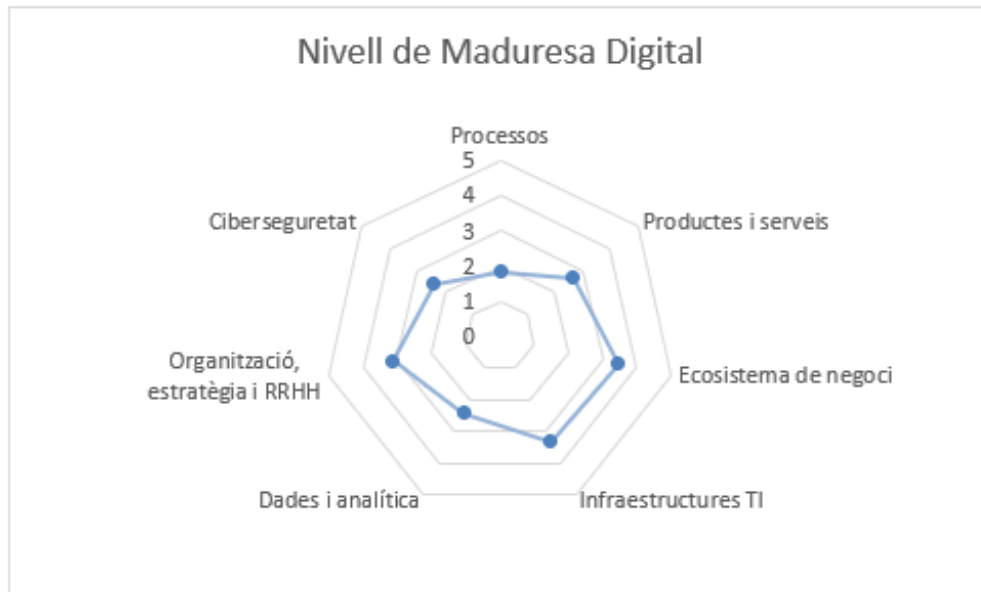 Nivell de Maduresa Digital
Processos
5
4
3
2
1
0
Productes i serveis
Ecosistema de negoci
Infraestructures TI
Dades i analítica
Organització,
estratègia i RRHH
Ciberseguretat